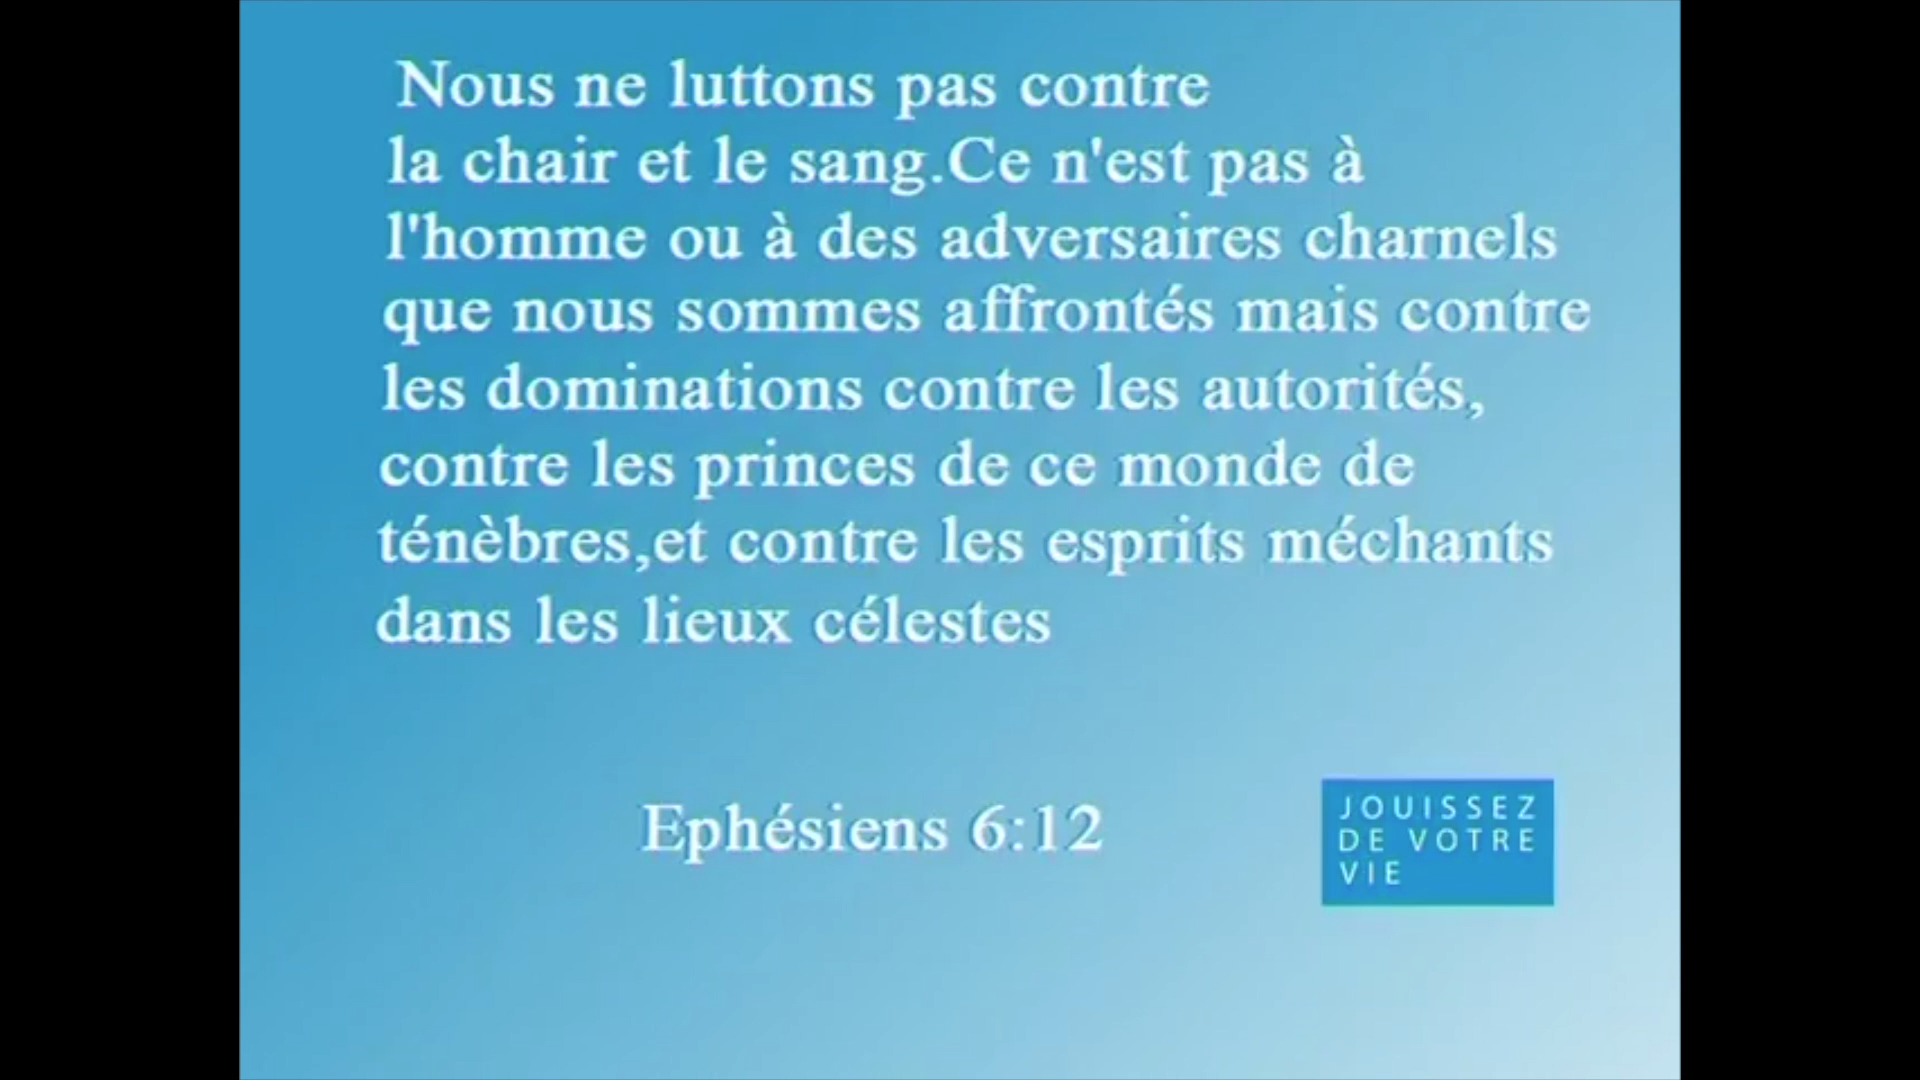 Nous ne luttons pas contre
la chair et le sang.Ce n'est pas à
l'homme ou à des adversaires charnels
que nous sommes affrontés mais contre
les dominations contre les autorités,
contre les princes de ce monde de
ténèbres,et contre les esprits méchants
dans les lieux célestes
Ephésiens 6:12
JOUISSEZ
DE VOTRE
VIE